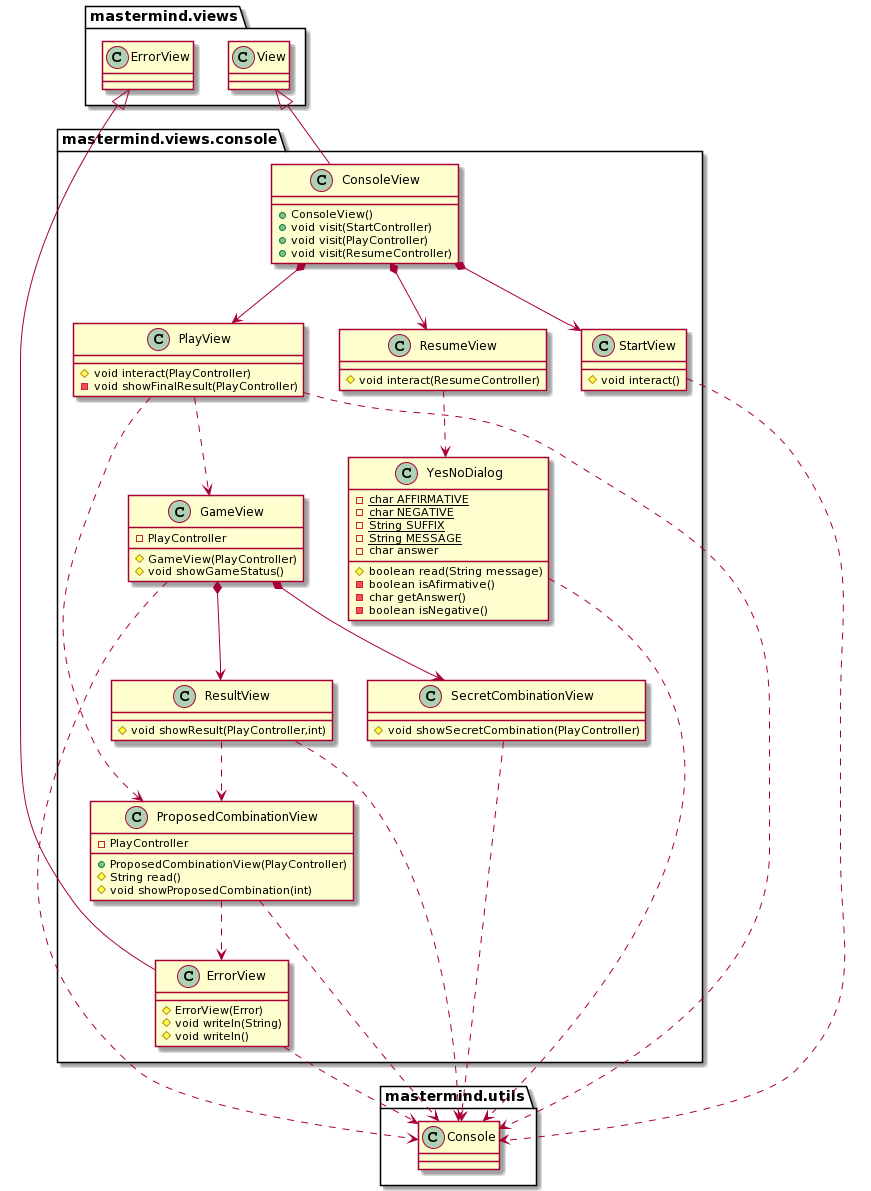 mastermind.views
C ErrorView
C View
mastermind.views.console
C ConsoleView
ConsoleView()
void visit(StartController)
void visit(PlayController)
void visit(ResumeController)
C PlayView
void interact(PlayController)
void showFinalResult(PlayController)
C ResumeView
void interact(ResumeController)
C StartView
void interact()
C YesNoDialog
char AFFIRMATIVE
char NEGATIVE
String SUFFIX
String MESSAGE
char answer
boolean read(String message)
boolean isAfirmative()
char getAnswer()
boolean isNegative()
C GameView
PlayController
GameView(PlayController)
void showGameStatus()
C ResultView
void showResult(PlayController,int)
C SecretCombinationView
void showSecretCombination(PlayController)
C ProposedCombinationView
PlayController
ProposedCombinationView(PlayController)
String read()
void showProposedCombination(int)
C ErrorView
ErrorView(Error)
void writeln(String)
void writeln()
mastermind.utils
C Console